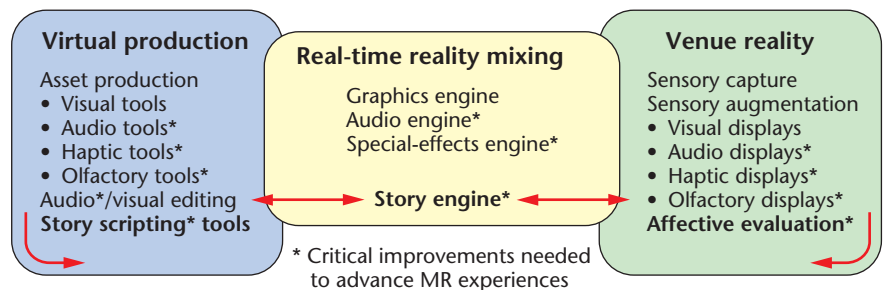 Virtual production
Asset production
• Visual tools
• Audio tools*
• Haptic tools*
• Olfactory tools*
Audio*/visual editing
Story scripting* tools
Real-time reality mixing
Graphics engine
Audio engine*
Special-effects engine*
Story engine*
* Critical improvements needed
to advance MR experiences
Venue reality
Sensory capture
Sensory augmentation
• Visual displays
• Audio displays*
• Haptic displays*
• Olfactory displays*
Affective evaluation*